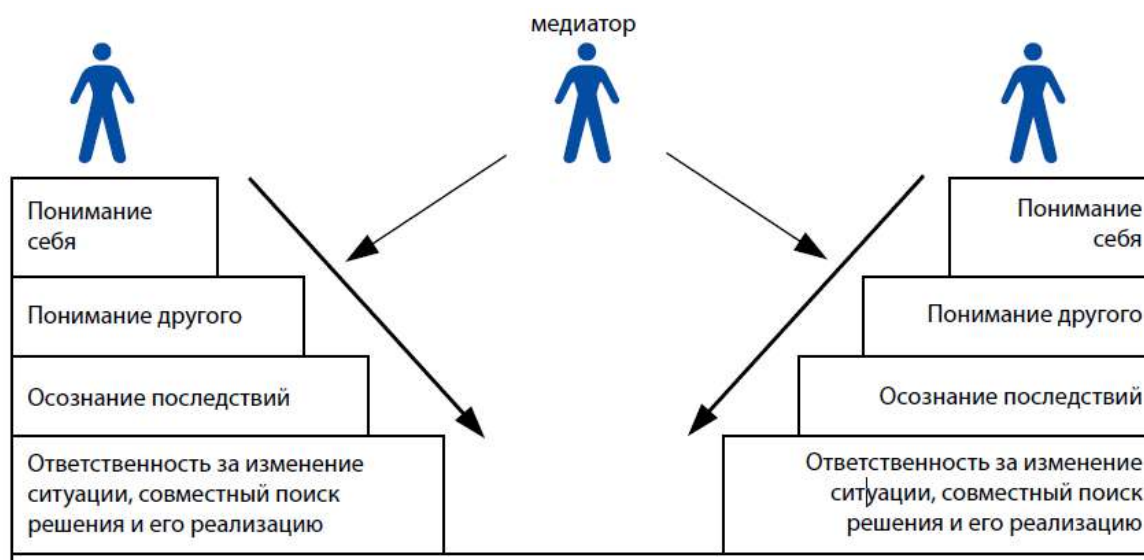 медиатор
Понимание
себя
Понимание
себя
Понимание другого
Понимание другого
Осознание последствий
Осознание последствий
Ответственность за изменение
ситуации, совместный поиск
решения и его реализацию
Ответственность за изменение
ситуации, совместный поиск
решения и его реализацию